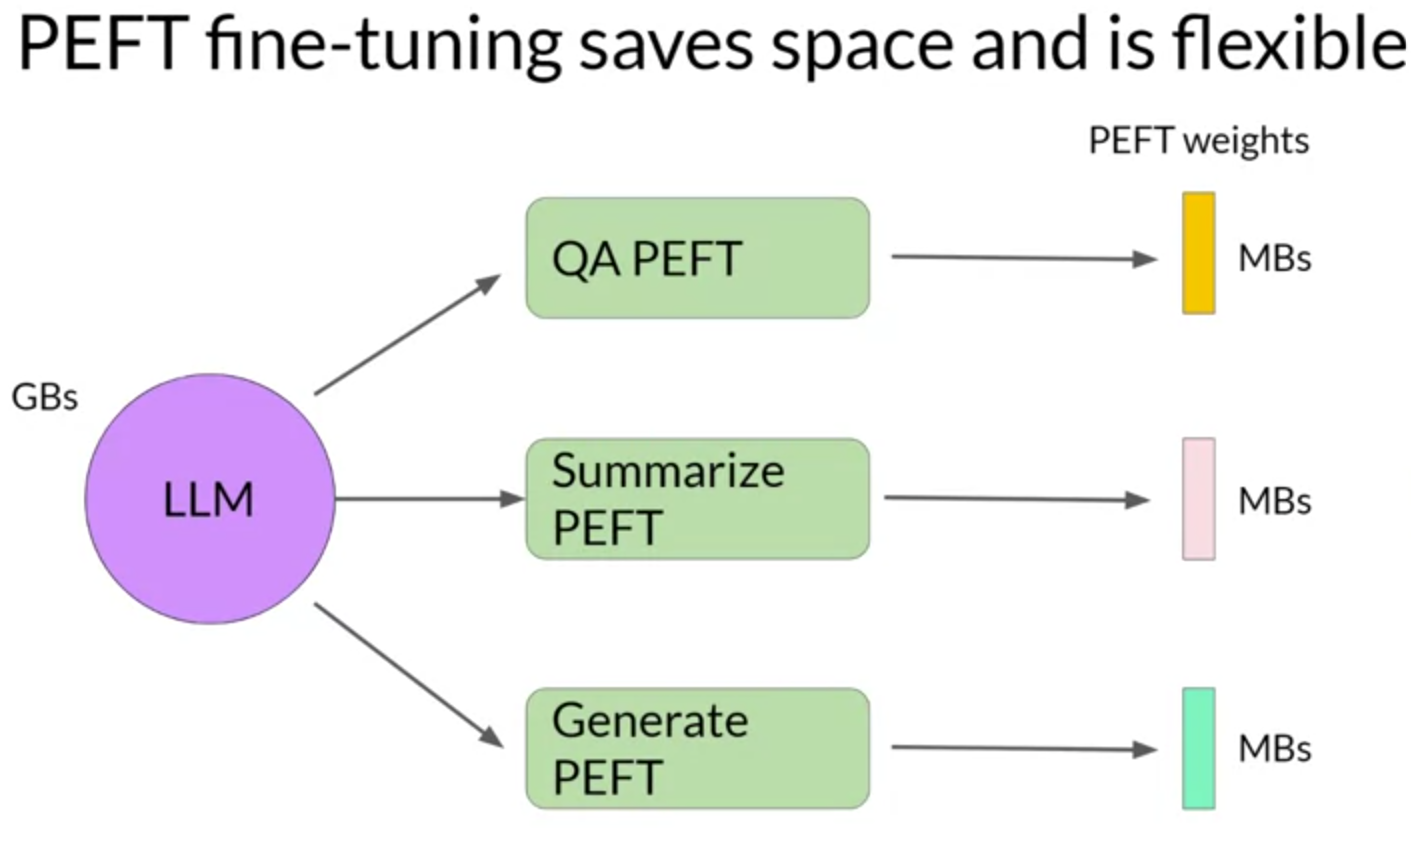 PEFT fine-tuning saves space and is flexible
PEFT weights
QA PEFT
MBs
GBs
LLM
Summarize
PEFT
MBs
Generate
PEFT
MBs